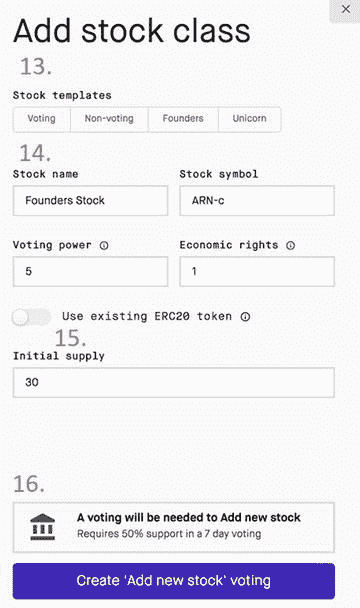 Add stock class
13.
Stock templates
Voting Non-voting Founders Unicorn
14.
Stock name Stock symbol
Founders Stock ARN-c
Voting power Economic rights
5 1
Use existing ERC20 token
15.
Initial supply
30
16.
A voting will be needed to Add new stock
Requires 50% support in a 7 day voting
Create 'Add new stock' voting